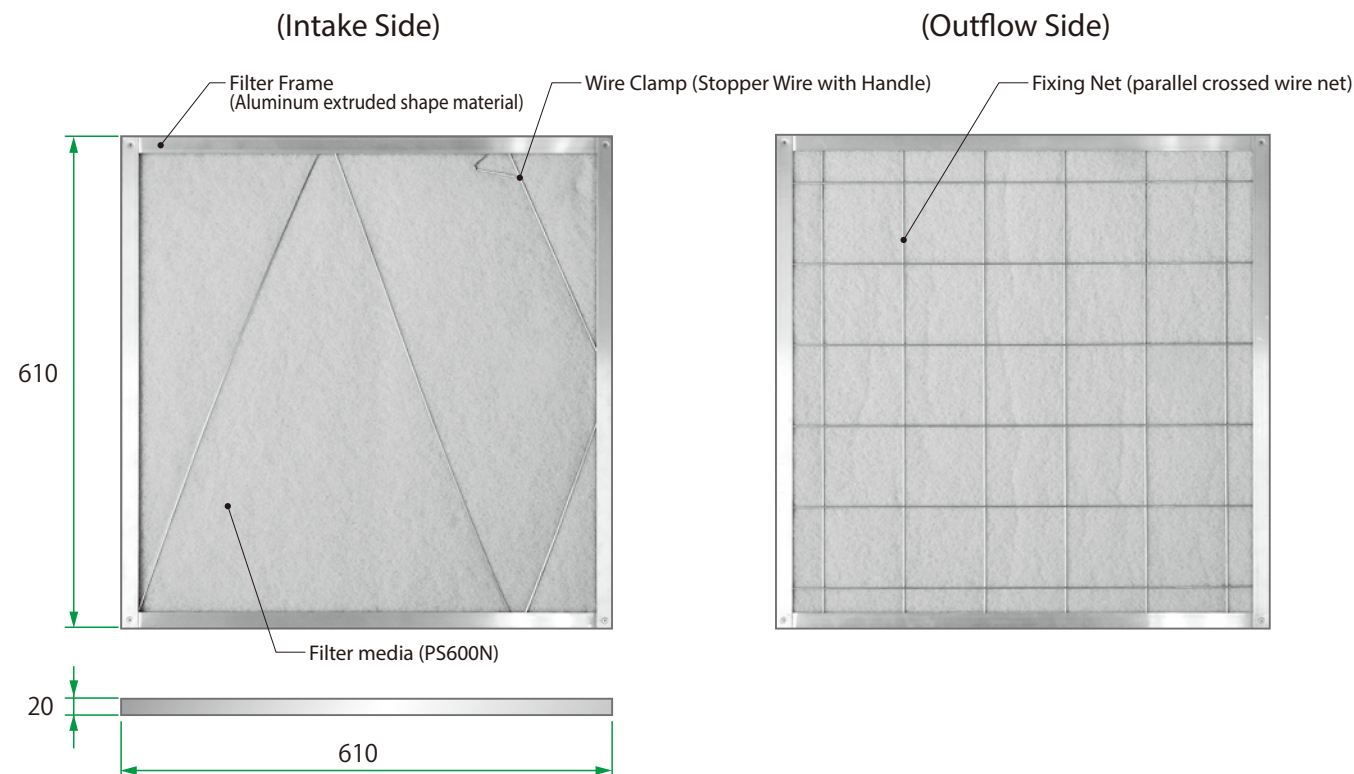 (Intake Side)
(Outflow Side)
Filter Frame
(Aluminum extruded shape material)
Wire Clamp (Stopper Wire with Handle)
Fixing Net (parallel crossed wire net)
610
Filter media (PS600N)
20
610